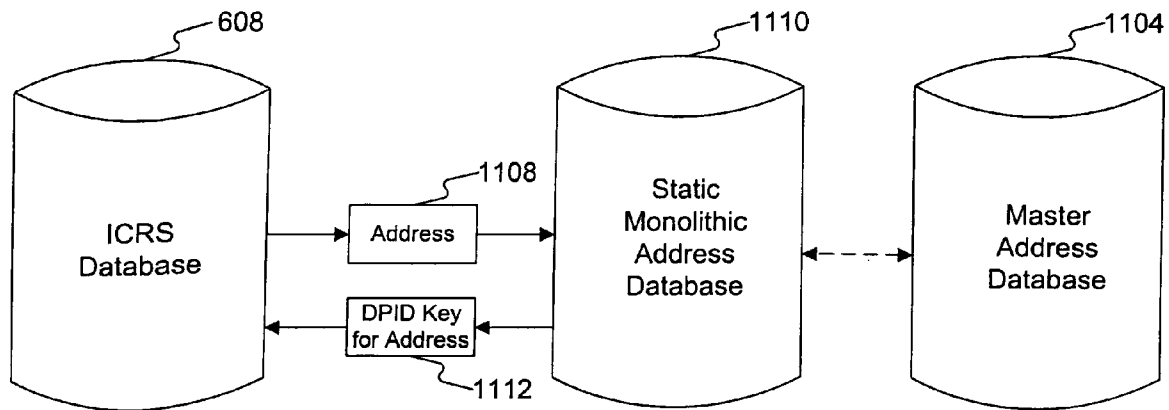 608
1110
1104
1108
ICRS
Database
Address
Static
Monolithic
Address
Database
Master
Address
Database
DPID Key
for Address
1112